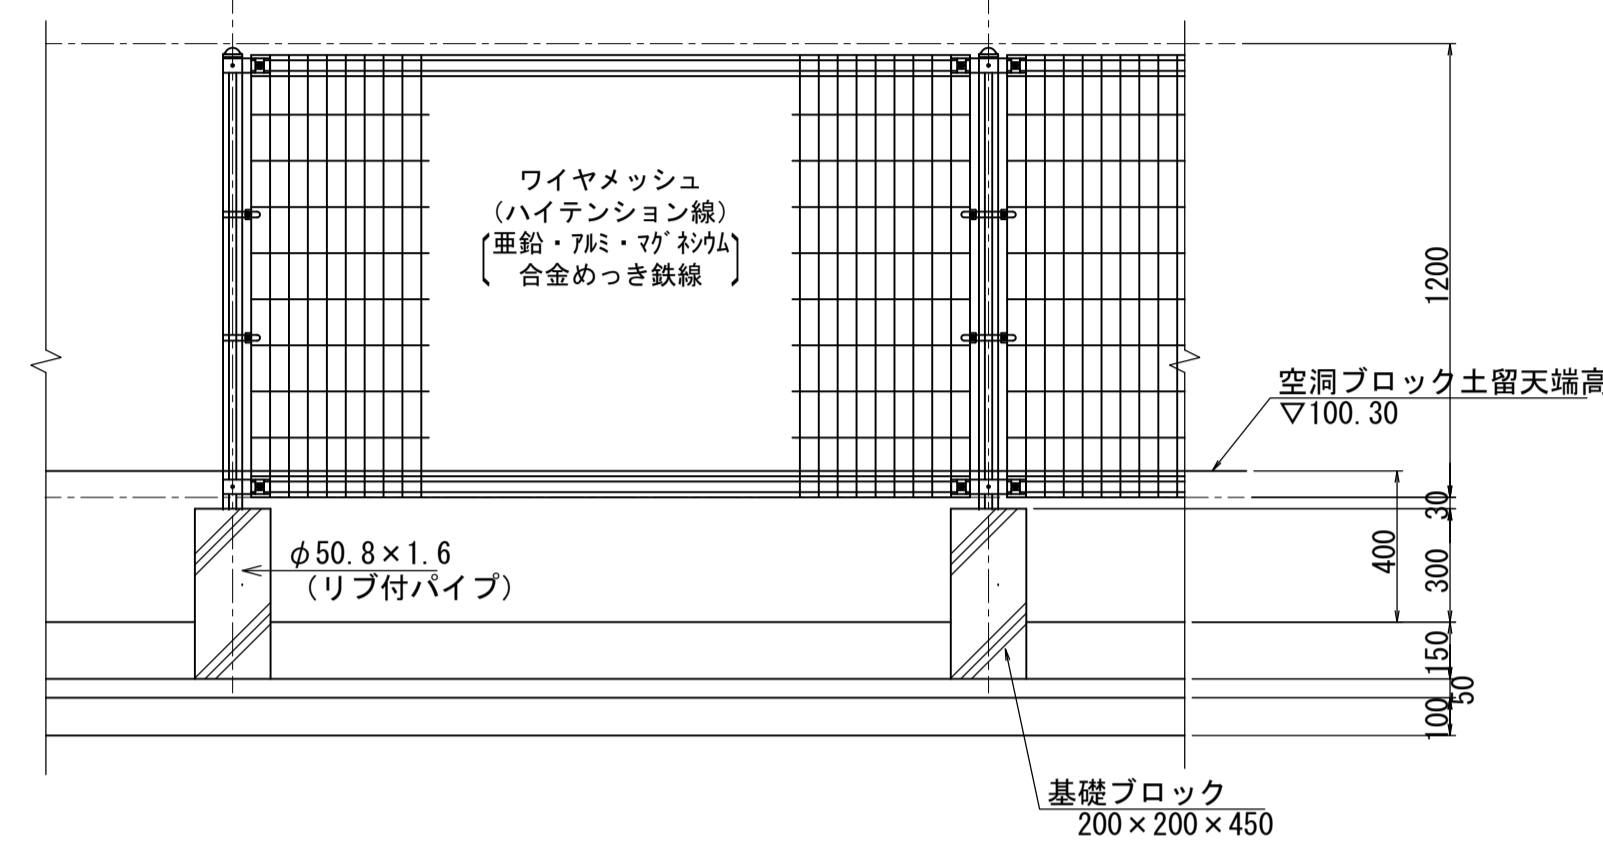 ワイヤメッシュ
(ハイテンション線)
亜鉛・アルミ・マグネシウム
合金めっき鉄線
1200
空洞ブロック土留天端高
▽100.30
30
400
300
φ50.8×1.6
(リブ付パイプ)
150
50
100
基礎ブロック
200×200×450